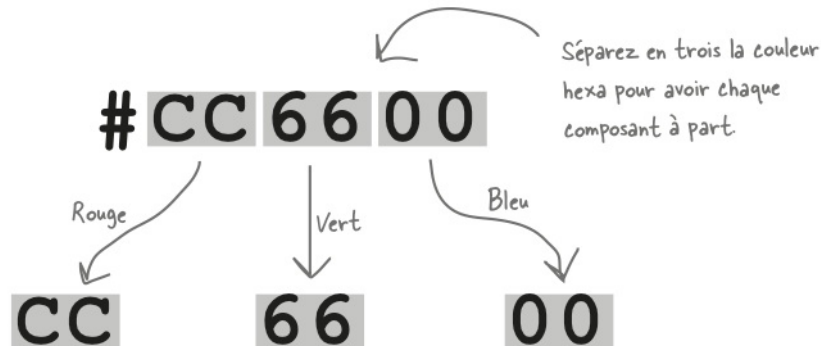 Séparez en trois la couleur
hexa pour avoir chaque
composant à part.
#CC6600
Rouge
Vert
Bleu
CC
66
00